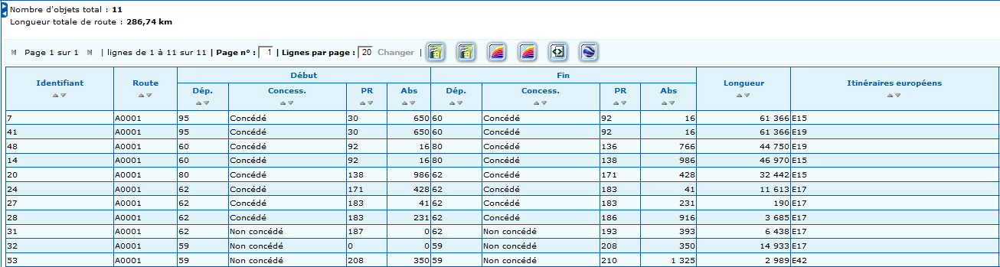 Nombre d'objets total : 11
Longueur totale de route : 286,74 km
Page 1 sur 1 | lignes de 1 à 11 sur 11 | Page n° : 1 | Lignes par page : 20 Changer |
Identifiant Route Début Fin Longueur Itinéraires européens
Dép. Concess. PR Abs Dép. Concess. PR Abs
7 A0001 95 Concédé 30 650 60 Concédé 92 16 61 366 E15
41 A0001 95 Concédé 30 650 60 Concédé 92 16 61 366 E19
48 A0001 60 Concédé 92 16 80 Concédé 136 766 44 750 E19
14 A0001 60 Concédé 92 16 80 Concédé 138 986 46 970 E15
20 A0001 80 Concédé 138 986 62 Concédé 171 428 32 442 E15
24 A0001 62 Concédé 171 428 62 Concédé 183 41 11 613 E17
27 A0001 62 Concédé 183 41 62 Concédé 183 231 190 E17
28 A0001 62 Concédé 183 231 62 Concédé 186 916 3 685 E17
31 A0001 62 Non concédé 187 0 62 Non concédé 193 393 6 438 E17
32 A0001 59 Non concédé 0 0 59 Non concédé 208 350 14 933 E17
53 A0001 59 Non concédé 208 350 59 Non concédé 210 1 325 2 989 E42